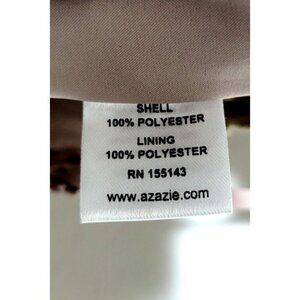 SHELL
100% POLYESTER
LINING
100% POLYESTER
RN 155143
www.azazie.com